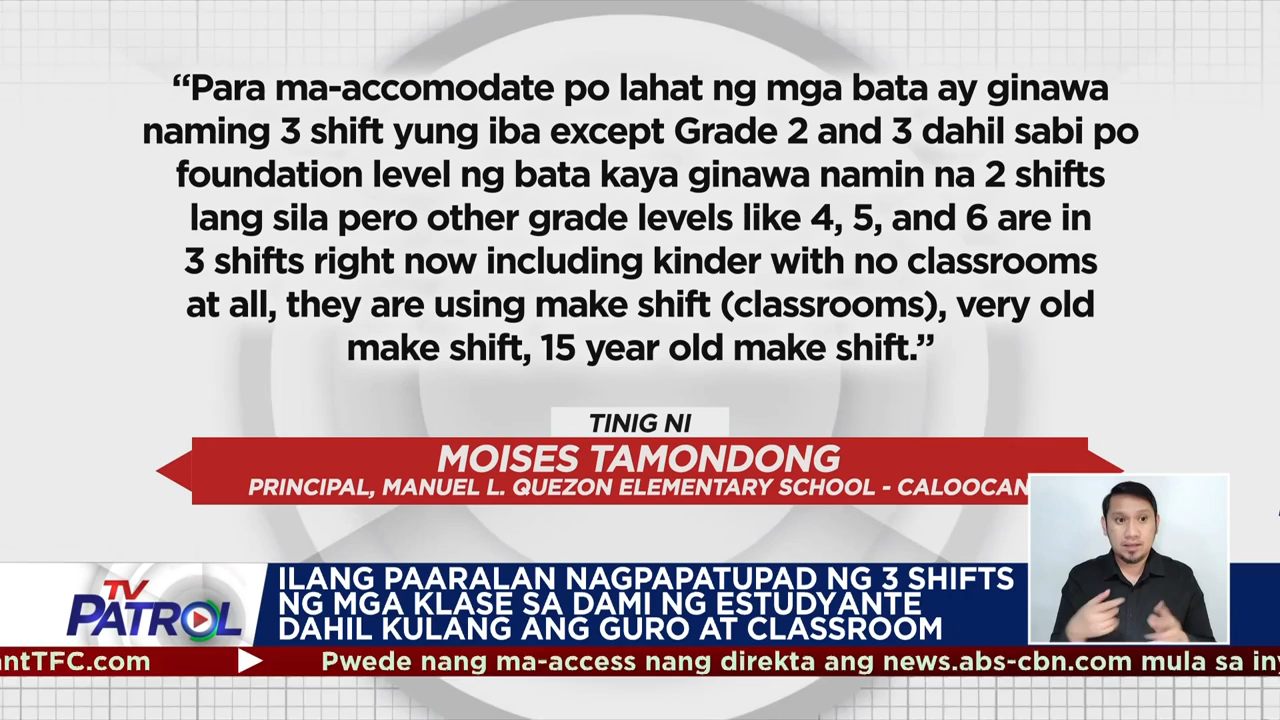 “Para ma-accomodate po lahat ng mga bata ay ginawa
naming 3 shift yung iba except Grade 2 and 3 dahil sabi po
foundation level ng bata kaya ginawa namin na 2 shifts
lang sila pero other grade levels like 4, 5, and 6 are in
3 shifts right now including kinder with no classrooms
at all, they are using make shift (classrooms), very old
make shift, 15 year old make shift.”
TINIG NI
MOISES TAMONDONG
PRINCIPAL, MANUEL L. QUEZON ELEMENTARY SCHOOL - CALOOCAN
TV PATROL
ILANG PAARALAN NAGPAPATUPAD NG 3 SHIFTS
NG MGA KLASE SA DAMI NG ESTUDYANTE
DAHIL KULANG ANG GURO AT CLASSROOM
antTFC.com Pwede nang ma-access nang direkta ang news.abs-cbn.com mula sa iny